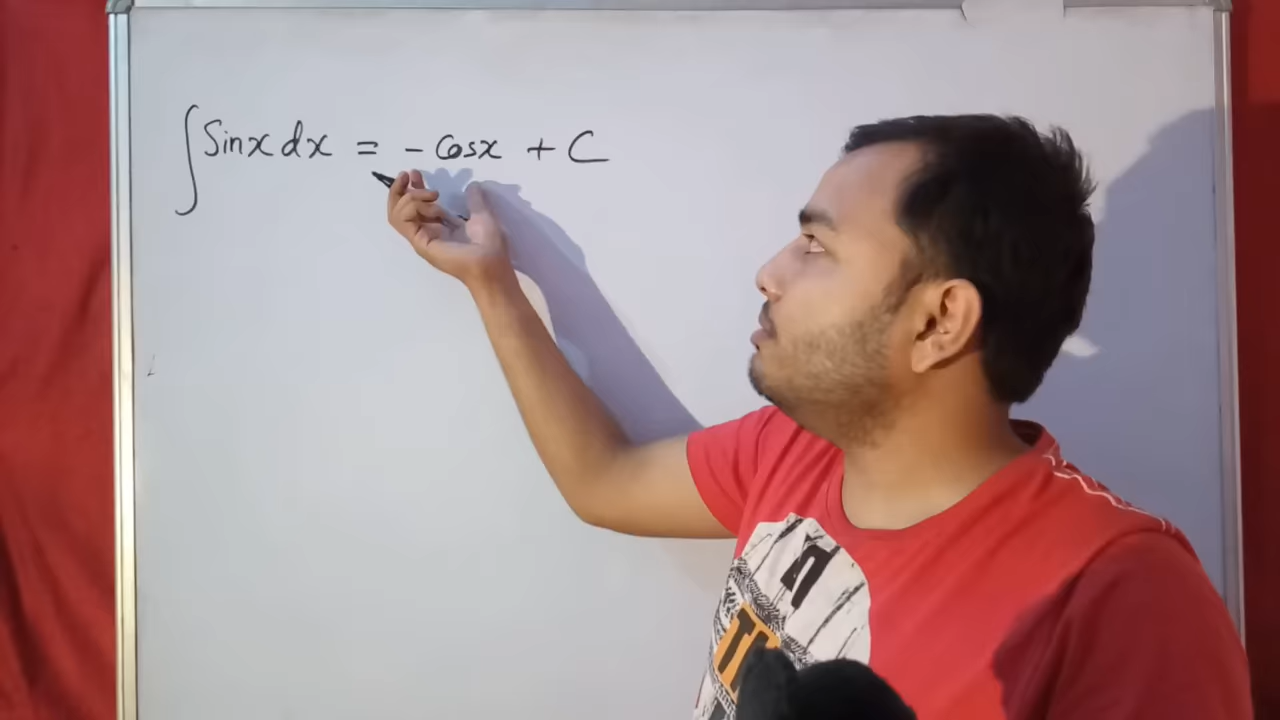 ∫ Sinx dx = - Cosx + C